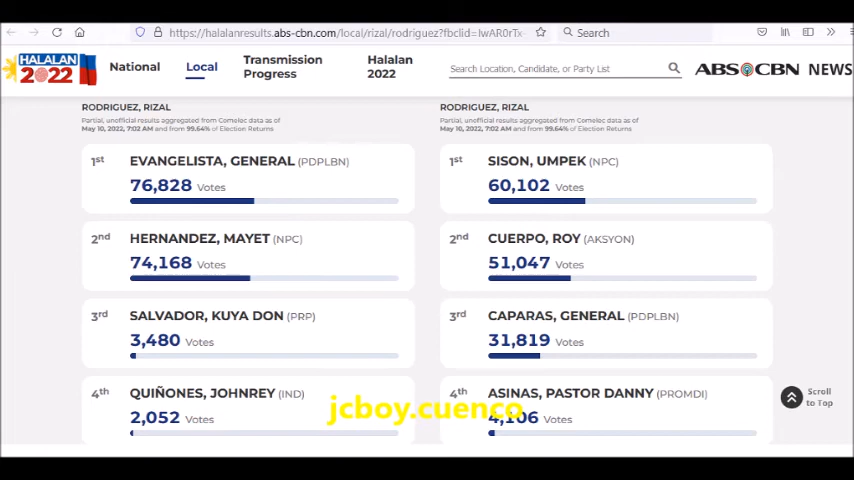 https://halalanresults.abs-cbn.com/local/rizal/rodriguez?fbclid=IwAR0rTx
Search
HALALAN
2022
National
Local
Transmission
Progress
Halalan
2022
Search Location, Candidate, or Party List
ABS CBN NEWS
RODRIGUEZ, RIZAL
Partial, unofficial results aggregated from Comelec data as of
May 10, 2022, 7:02 AM and from 99.64% of Election Returns
1st
EVANGELISTA, GENERAL (PDPLBN)
76,828 Votes
2nd
HERNANDEZ, MAYET (NPC)
74,168 Votes
3rd
SALVADOR, KUYA DON (PRP)
3,480 Votes
4th
QUIÑONES, JOHNREY (IND)
2,052 Votes
RODRIGUEZ, RIZAL
Partial, unofficial results aggregated from Comelec data as of
May 10, 2022, 7:02 AM and from 99.64% of Election Returns
1st
SISON, UMPEK (NPC)
60,102 Votes
2nd
CUERPO, ROY (AKSYON)
51,047 Votes
3rd
CAPARAS, GENERAL (PDPLBN)
31,819 Votes
4th
ASINAS, PASTOR DANNY (PROMDI)
4,106 Votes
Scroll
to Top
jcboy.cuenco